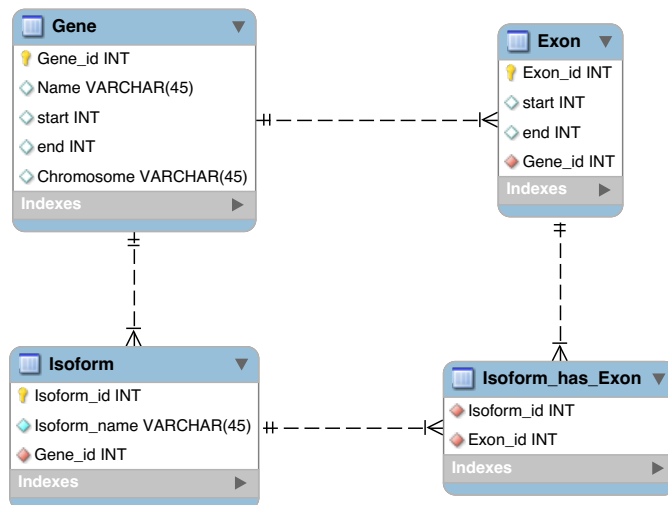 Gene
Gene_id INT
Name VARCHAR(45)
start INT
end INT
Chromosome VARCHAR(45)
Indexes
Exon
Exon_id INT
start INT
end INT
Gene_id INT
Indexes
Isoform
Isoform_id INT
Isoform_name VARCHAR(45)
Gene_id INT
Indexes
Isoform_has_Exon
Isoform_id INT
Exon_id INT
Indexes